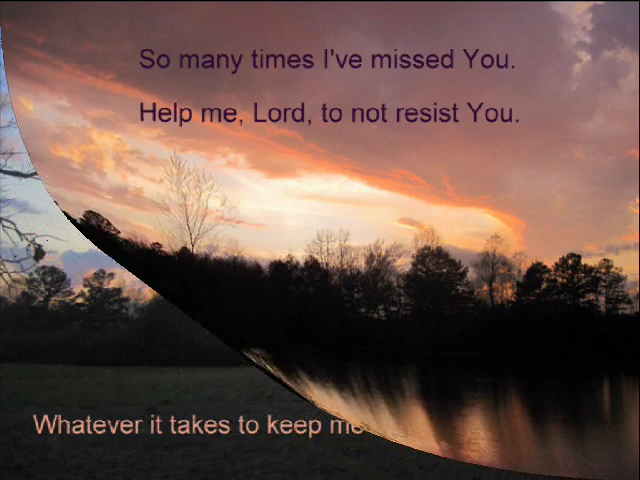 So many times I've missed You.
Help me, Lord, to not resist You.
Whatever it takes to keep me